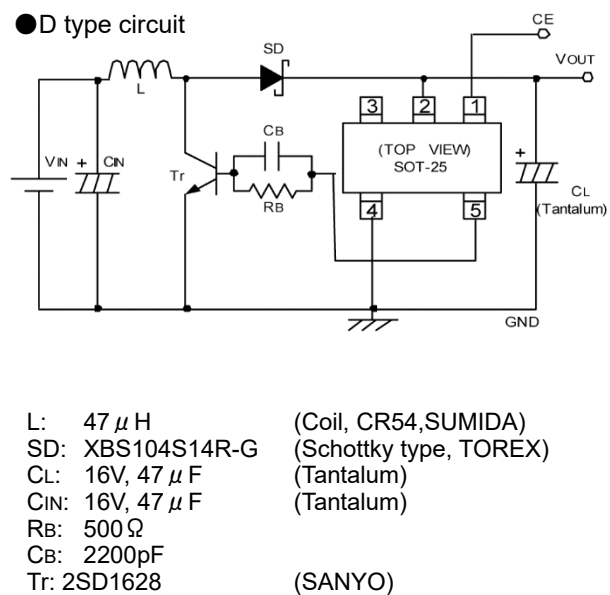 ●D type circuit
CE
SD
VOUT
L
3 2 1
CB
(TOP VIEW)
VIN + CIN
Tr
SOT-25
+
RB
CL
(Tantalum)
4 5
GND
L: 47μH (Coil, CR54,SUMIDA)
SD: XBS104S14R-G (Schottky type, TOREX)
CL: 16V, 47μF (Tantalum)
CIN: 16V, 47μF (Tantalum)
RB: 500Ω
CB: 2200pF
Tr: 2SD1628 (SANYO)